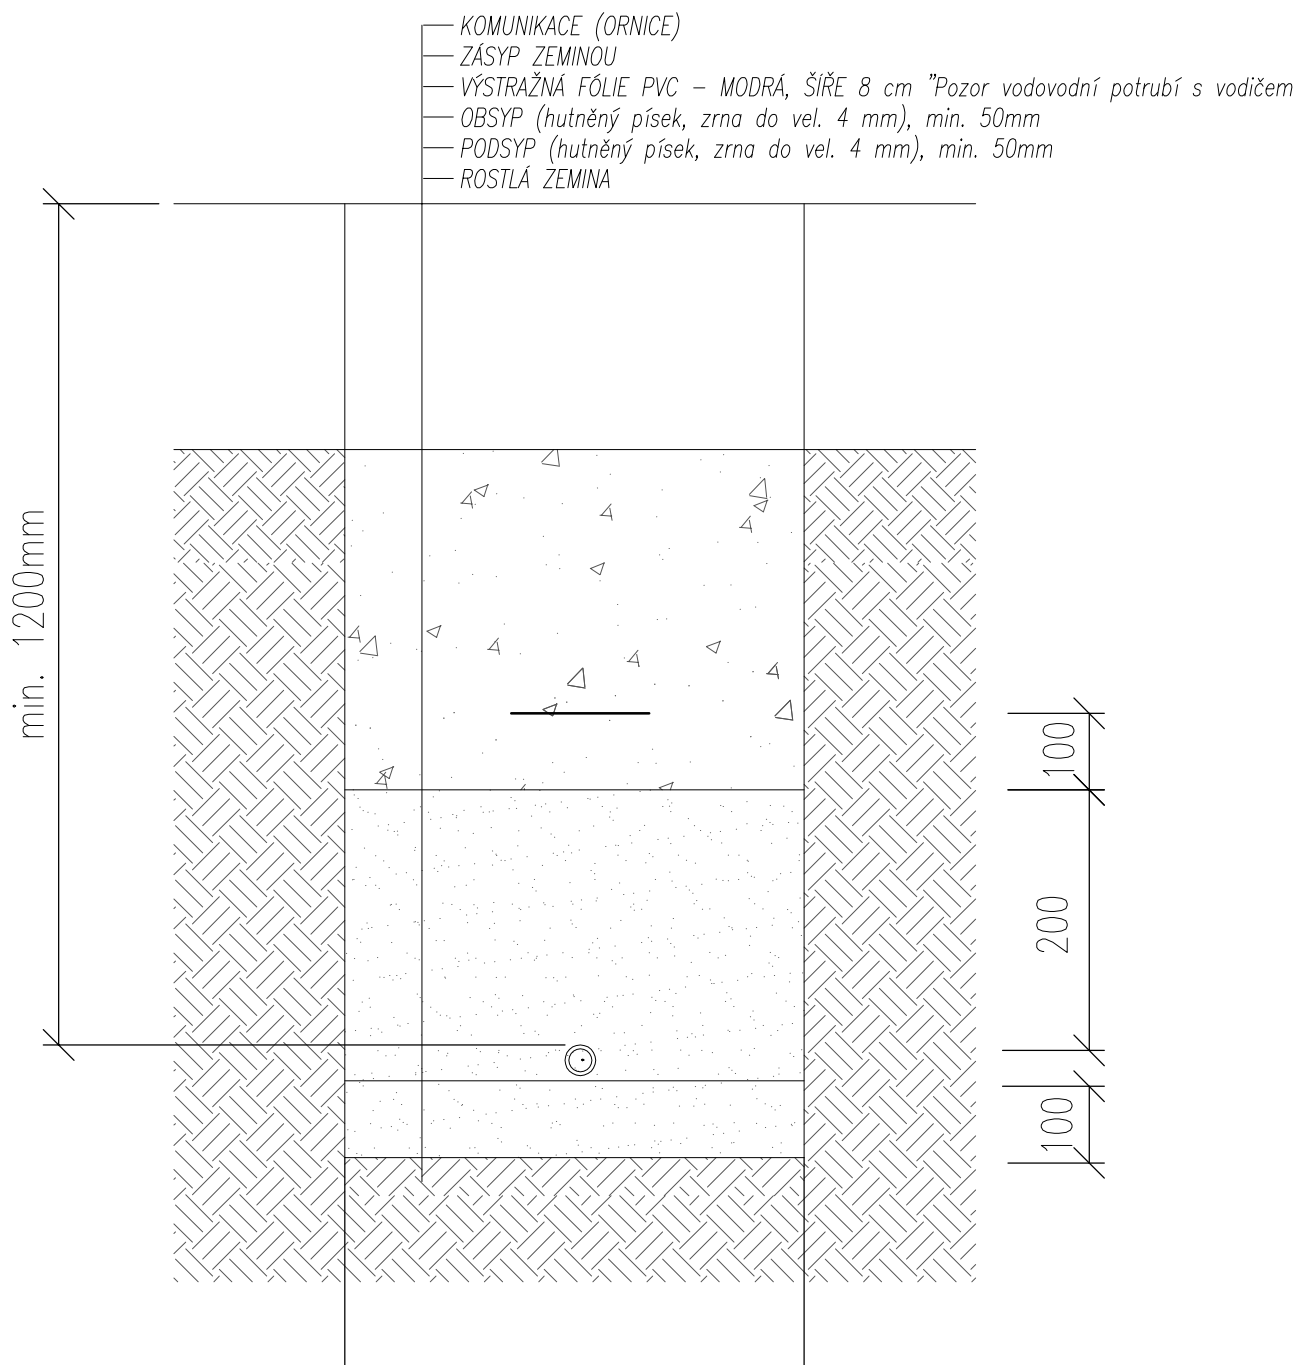 KOMUNIKACE (ORNICE)
ZÁSYP ZEMINOU
VÝSTRAŽNÁ FÓLIE PVC – MODRÁ, ŠÍŘE 8 cm "Pozor vodovodní potrubí s vodičem
OBSYP (hutněný písek, zrna do vel. 4 mm), min. 50mm
PODSYP (hutněný písek, zrna do vel. 4 mm), min. 50mm
ROSTLÁ ZEMINA
min. 1200mm
100
200
100